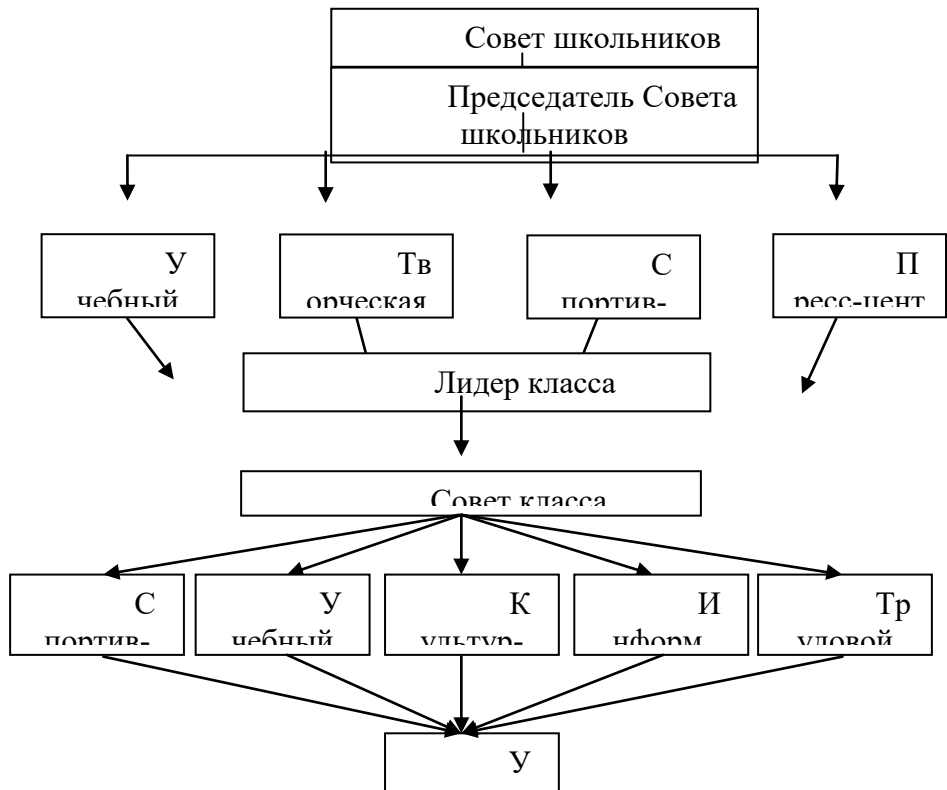 Совет школьников
Председатель Совета
школьников
У
чебный
Тв
орческая
С
портив-
П
ресс-цент
Лидер класса
Совет класса
С
портив-
У
чебный
К
ультур-
И
нформ
Тр
удовой
У